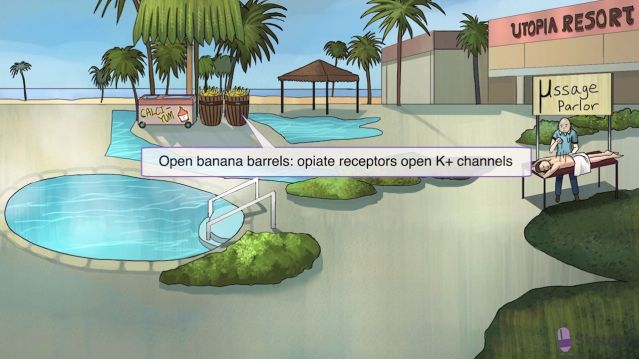 UTOPIA RESORT
µssage
Parlor
CALCI-
YUM
Open banana barrels: opiate receptors open K+ channels